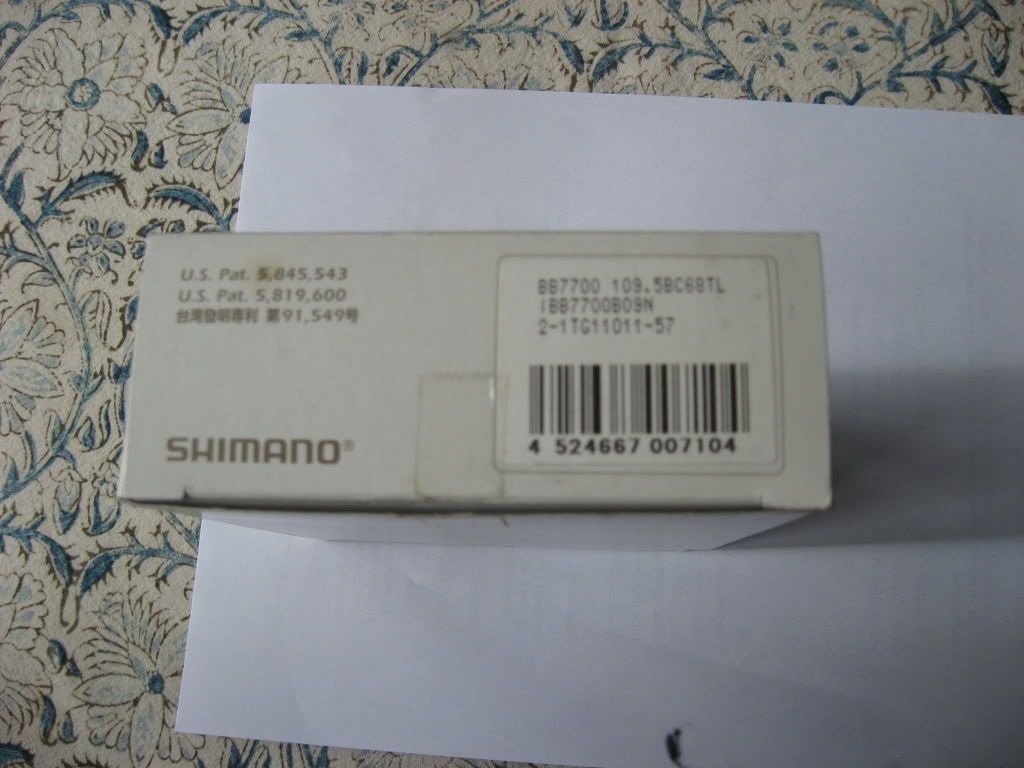 U.S. Pat. 5,845,543
U.S. Pat. 5,819,600
台湾發明専利 第91,549号
SHIMANO®
BB7700 109.5BC68TL
IBB7700B09N
2-1TG11011-57
4 524667 007104